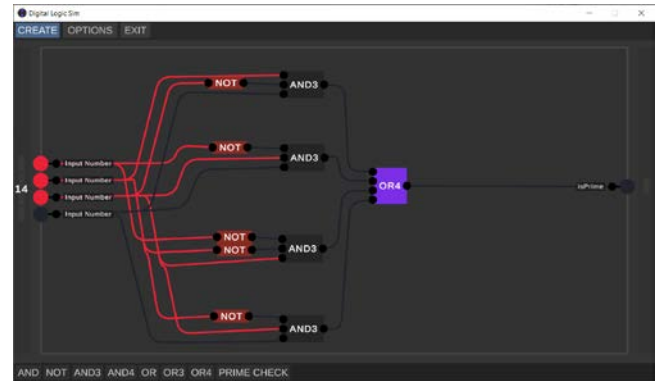 Digital Logic Sim
CREATE OPTIONS EXIT
NOT AND3
Input Number NOT AND3
Input Number
14 Input Number OR4 isPrime
Input Number
NOT
NOT AND3
NOT AND3
AND NOT AND3 AND4 OR OR3 OR4 PRIME CHECK